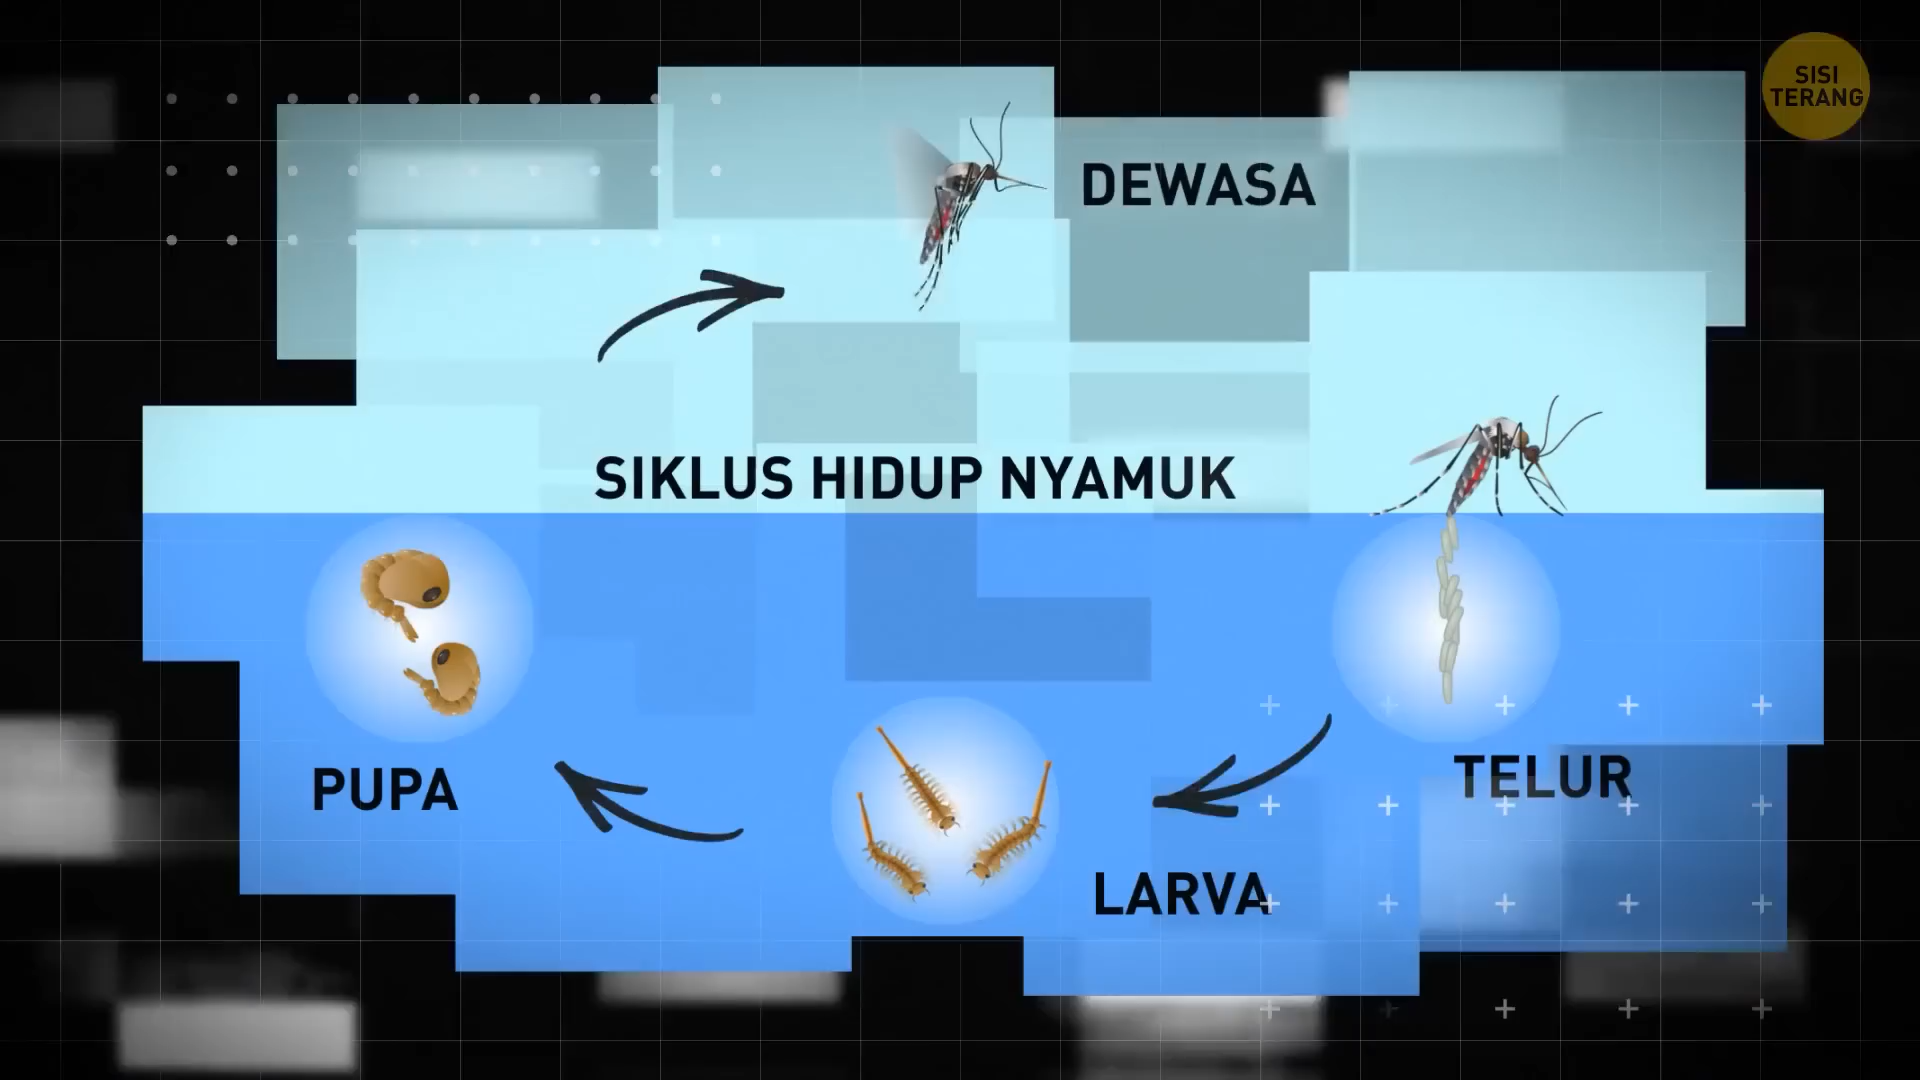 SISI
TERANG
DEWASA
SIKLUS HIDUP NYAMUK
PUPA
TELUR
LARVA